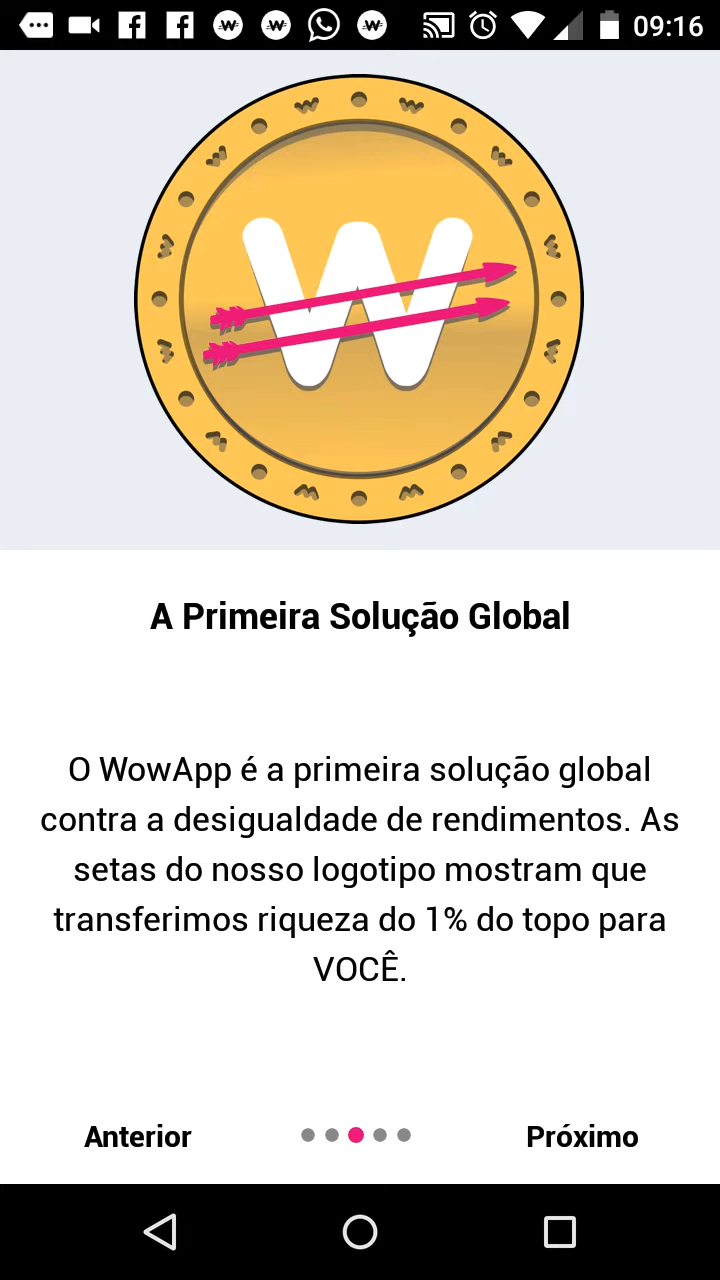 09:16
W
A Primeira Solução Global
O WowApp é a primeira solução global
contra a desigualdade de rendimentos. As
setas do nosso logotipo mostram que
transferimos riqueza do 1% do topo para
VOCÊ.
Anterior
Próximo